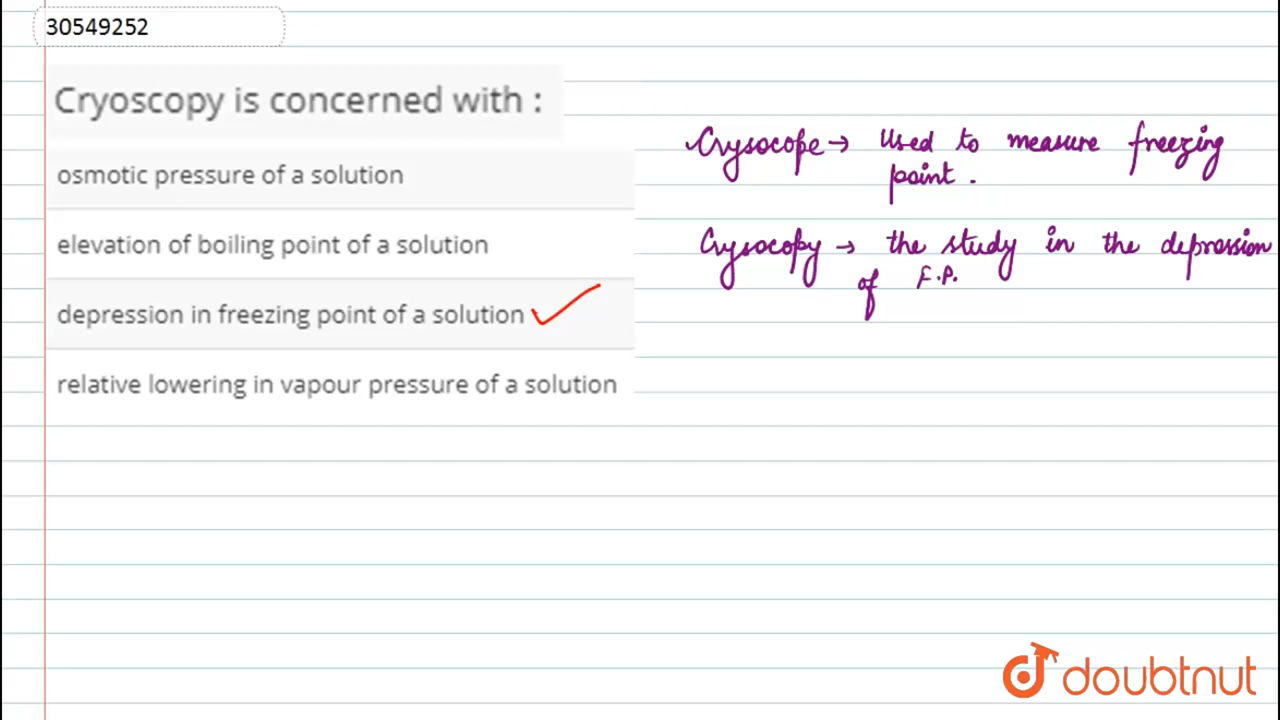 30549252
Cryoscopy is concerned with :
osmotic pressure of a solution
elevation of boiling point of a solution
depression in freezing point of a solution
relative lowering in vapour pressure of a solution
Crysocope → Used to measure freezing
point .
Crysocopy → the study in the depression
of F.P.
doubtnut